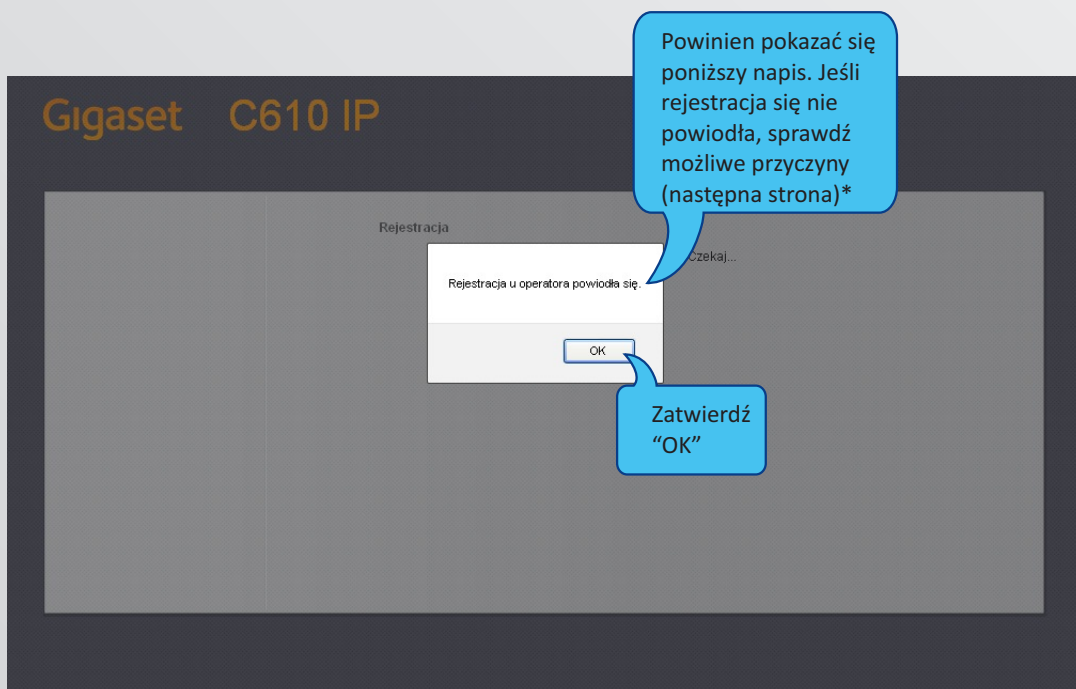 Powinien pokazać się
poniższy napis. Jeśli
rejestracja się nie
powiodła, sprawdź
możliwe przyczyny
(następna strona)*
Gigaset C610 IP
Rejestracja
Czekaj...
Rejestracja u operatora powiodła się.
OK
Zatwierdź
“OK”